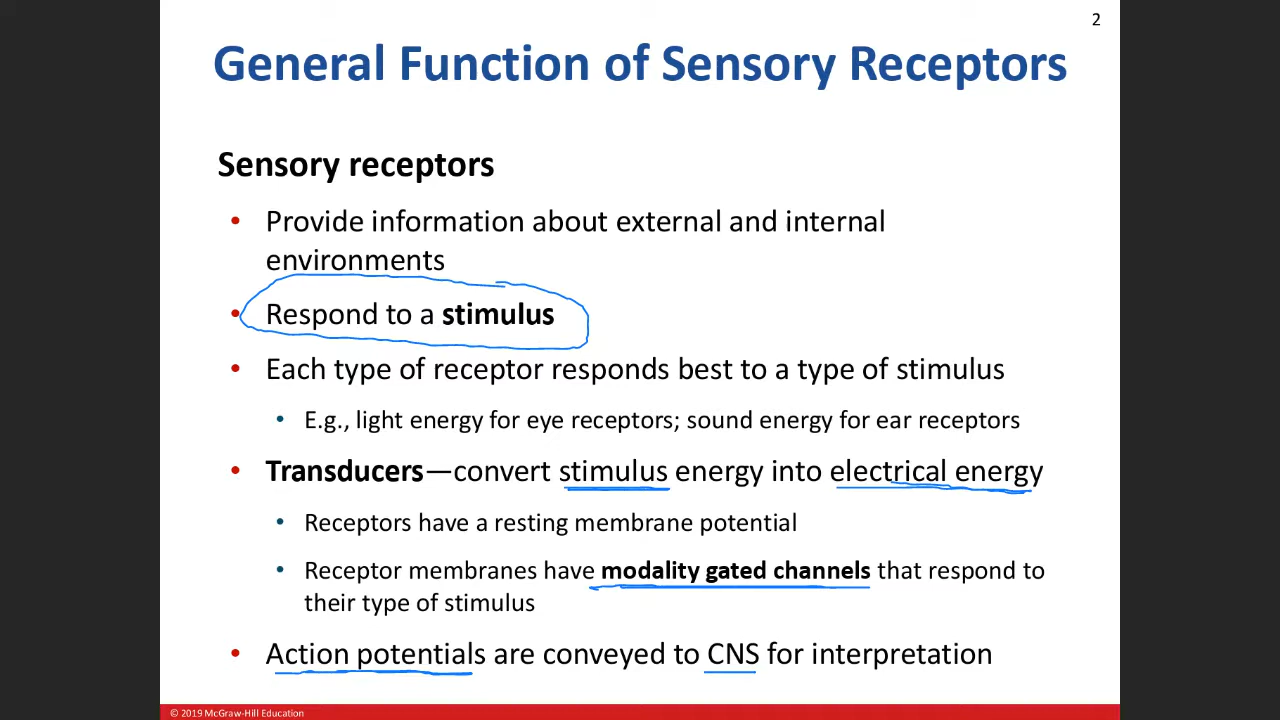 2
General Function of Sensory Receptors
Sensory receptors
• Provide information about external and internal
environments
• Respond to a stimulus
• Each type of receptor responds best to a type of stimulus
• E.g., light energy for eye receptors; sound energy for ear receptors
• Transducers—convert stimulus energy into electrical energy
• Receptors have a resting membrane potential
• Receptor membranes have modality gated channels that respond to
their type of stimulus
• Action potentials are conveyed to CNS for interpretation
© 2019 McGraw-Hill Education